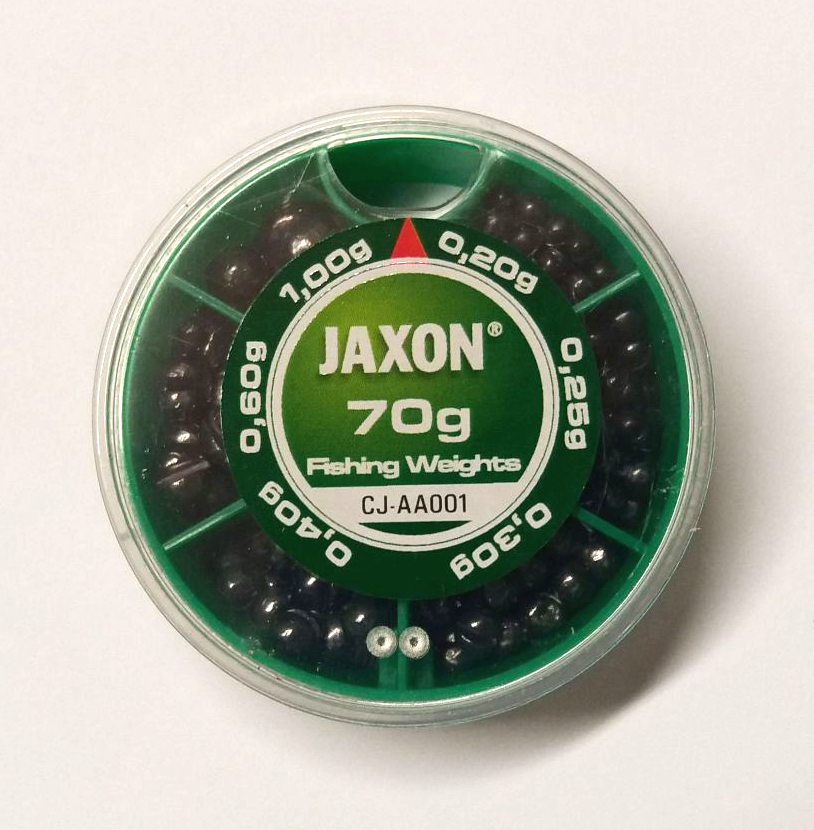 JAXON®
70g
Fishing Weights
CJ-AA001
0,20g
0,25g
0,30g
0,40g
0,60g
1,00g